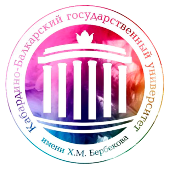 Кабардино-Балкарский государственный университет
имени Х.М. Бербекова